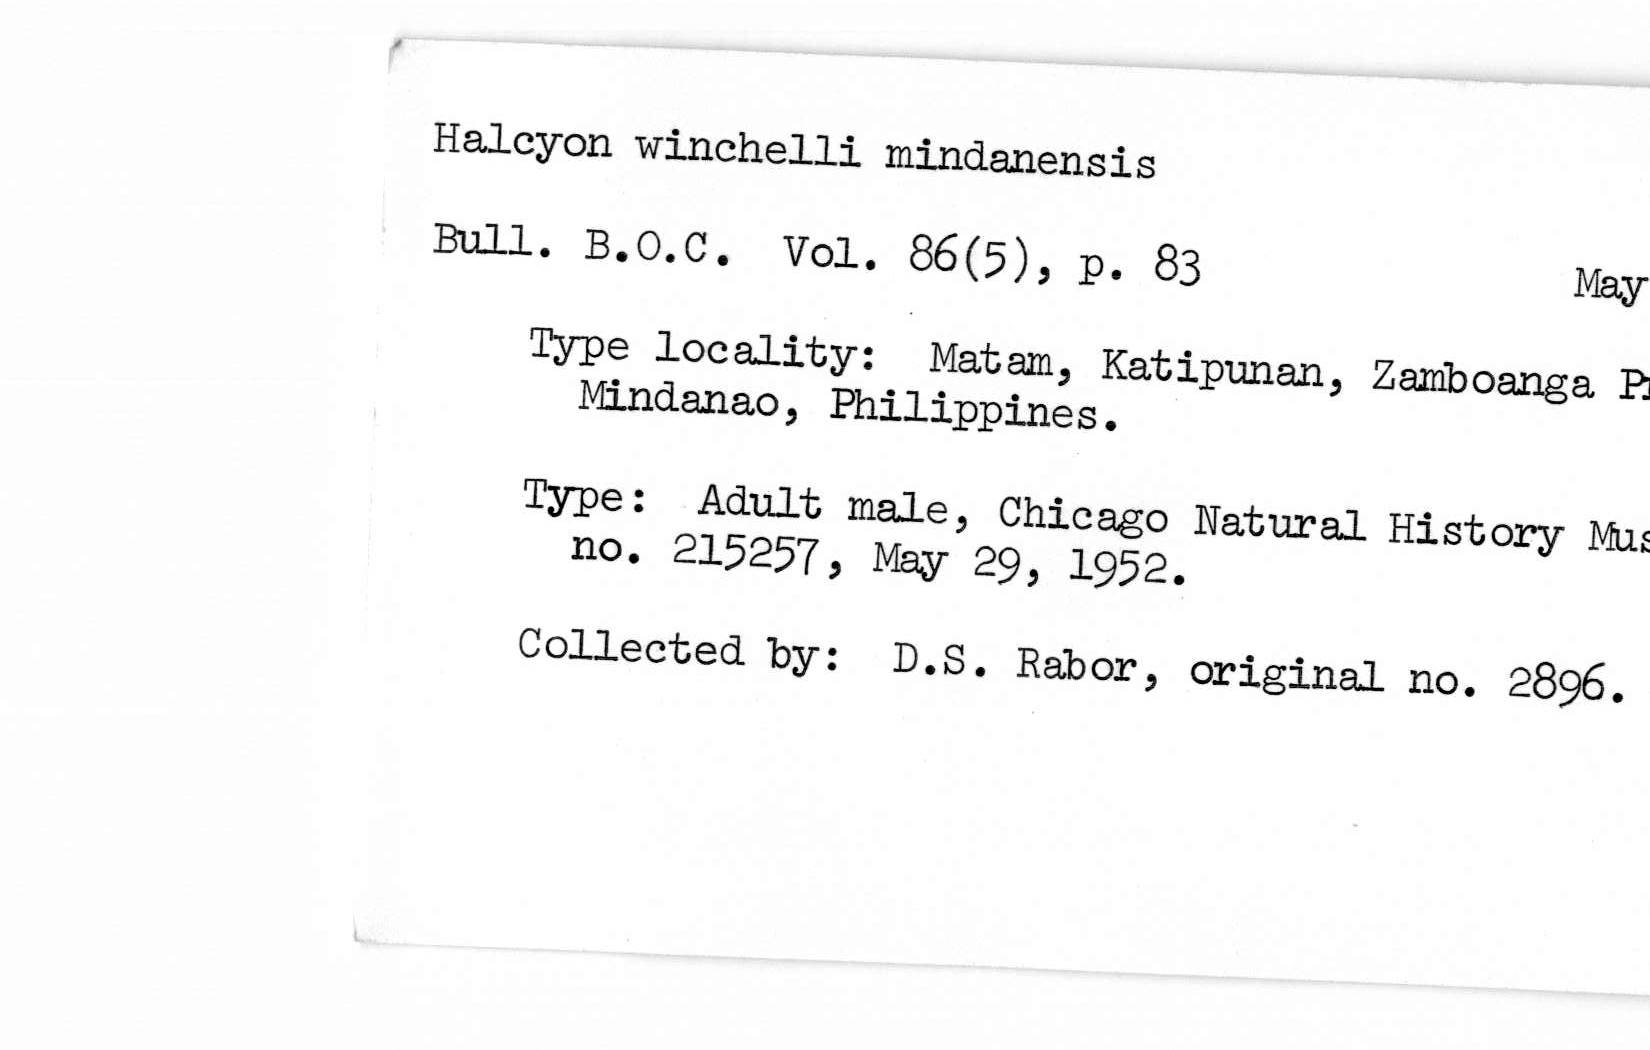 Halcyon winchelli mindanensis
Bull. B.O.C. Vol. 86(5), p. 83 May
Type locality: Matam, Katipunan, Zamboanga
Mindanao, Philippines.
Type: Adult male, Chicago Natural History
no. 215257, May 29, 1952.
Collected by: D.S. Rabor, original no. 2896.